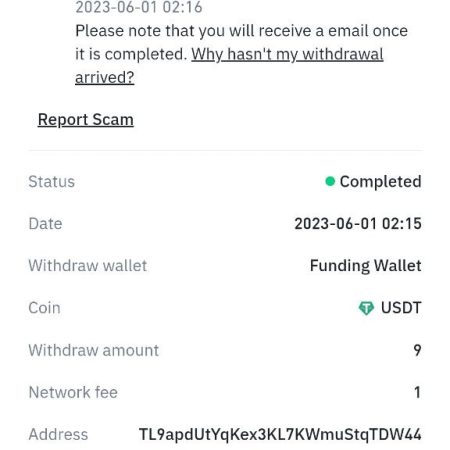 2023-06-01 02:16
Please note that you will receive a email once
it is completed. Why hasn't my withdrawal
arrived?
Report Scam
Status Completed
Date 2023-06-01 02:15
Withdraw wallet Funding Wallet
Coin USDT
Withdraw amount 9
Network fee 1
Address TL9apdUtYqKex3KL7KWmuStqTDW44